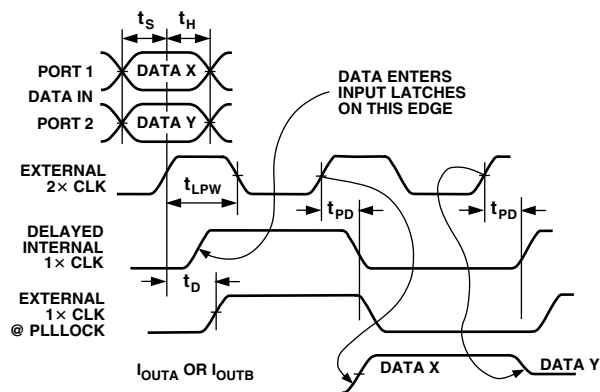 tS tH
PORT 1
DATA X
DATA IN
PORT 2
DATA Y
DATA ENTERS
INPUT LATCHES
ON THIS EDGE
EXTERNAL
2× CLK
tLPW
tPD
tPD
DELAYED
INTERNAL
1× CLK
tD
EXTERNAL
1× CLK
@ PLLLOCK
IOUTA OR IOUTB
DATA X
DATA Y